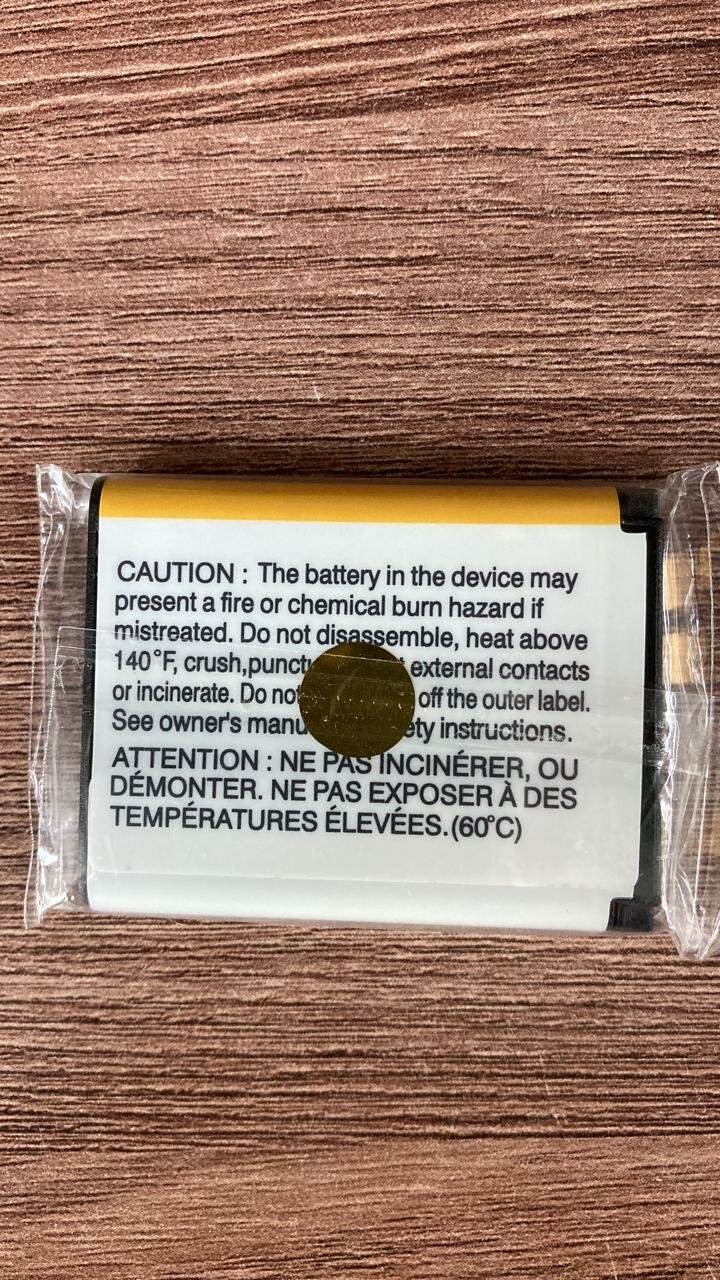 CAUTION : The battery in the device may
present a fire or chemical burn hazard if
mistreated. Do not disassemble, heat above
140°F, crush, external contacts
or incinerate. Do off the outer label.
See owner's instructions.
ATTENTION : NE PAS INCINÉRER, OU
DÉMONTER. NE PAS EXPOSER À DES
TEMPÉRATURES ÉLEVÉES.(60°C)